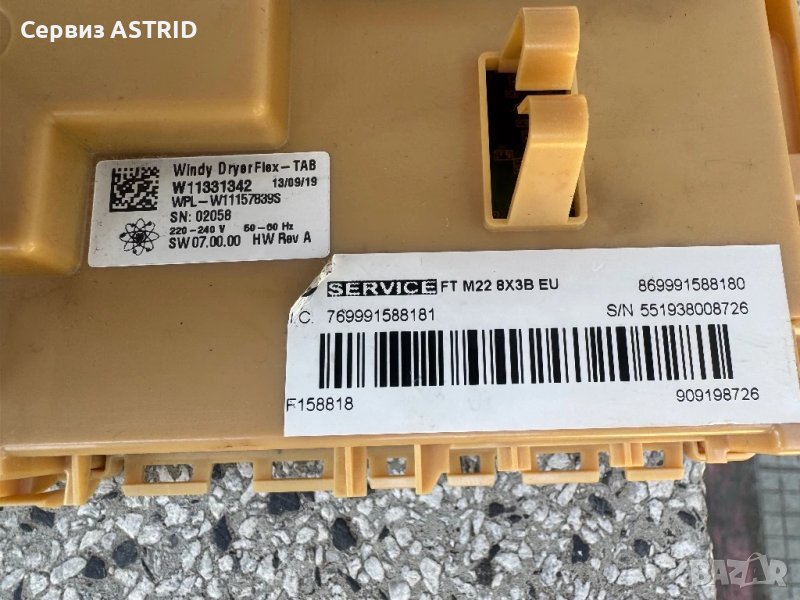 Сервиз ASTRID
Windy DryerFlex-TAB
W11331342 13/09/19
WPL-W11157839S
SN: 02058
220-240 V 50-60 Hz
SW 07.00.00 HW Rev A
SERVICE FT M22 8X3B EU 869991588180
I.C. 769991588181 S/N 551938008726
F158818 909198726
BAZAR